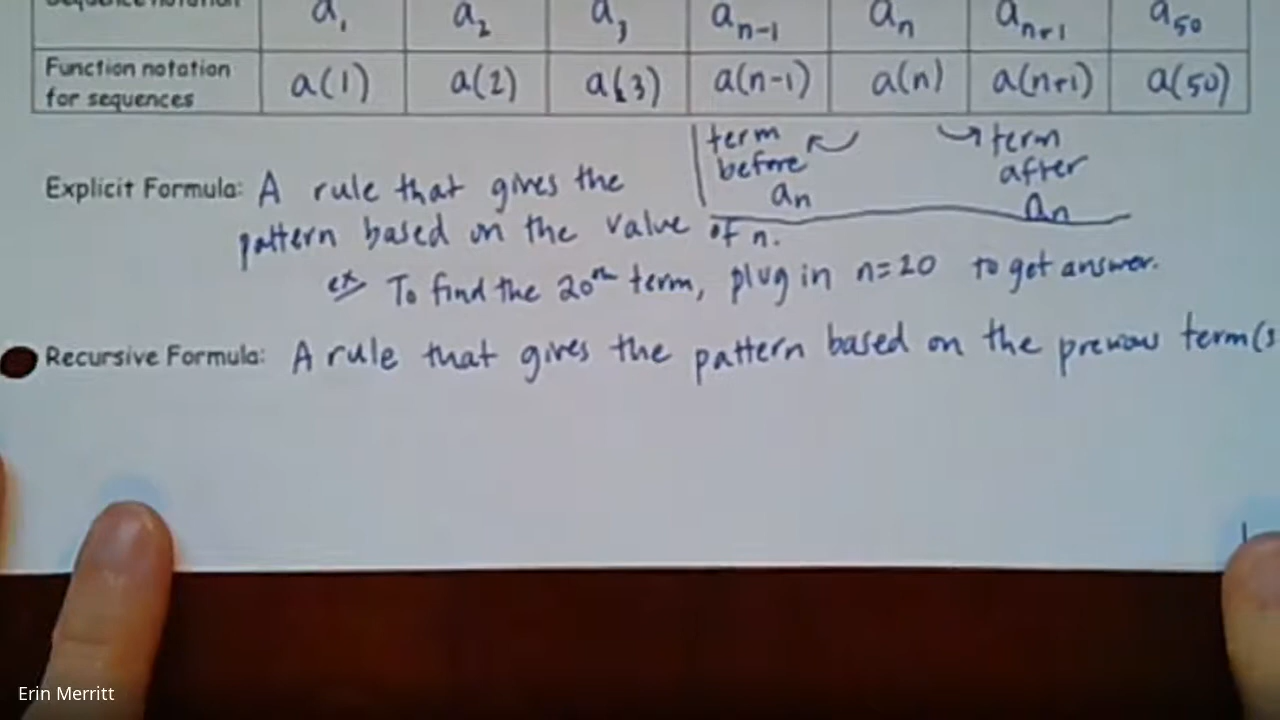 a₁ a₂ a₃ aₙ₋₁ aₙ aₙ₊₁ a₅₀
Function notation
for sequences
a(1) a(2) a(3) a(n-1) a(n) a(n+1) a(50)
term
before
aₙ
term
after
aₙ
Explicit Formula: A rule that gives the
pattern based on the value of n.
ex To find the 20th term, plug in n=20 to get answer.
Recursive Formula: A rule that gives the pattern based on the previous term(s
Erin Merritt